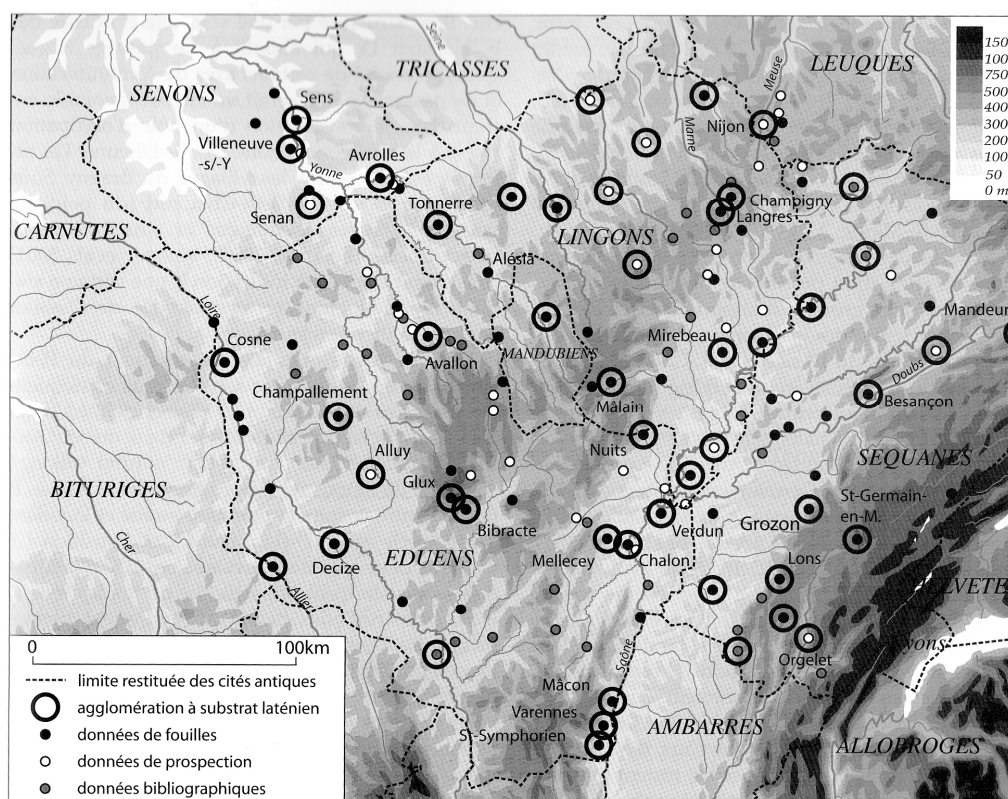 TRICASSES
Seine
LEUQUES
Meuse
SENONS
Sens
Nijon
Marne
Villeneuve
-s/-Y
Yonne
Avrolles
Tonnerre
Senan
Champigny
Langres
CARNUTES
LINGONS
Alésia
Loire
Mandeur
Cosne
Mirebeau
MANDUBIENS
Avallon
Doubs
Champallement
Mâlain
Besançon
Nuits
Alluy
SEQUANES
Glux
BITURIGES
St-Germain-
en-M.
Bibracte
Verdun
Grozon
Cher
EDUENS
Mellecey
Chalon
Lons
Decize
Allier
HELVETE
Nyons
Orgelet
Saône
Mâcon
Varennes
St-Symphorien
AMBARRES
ALLOBROGES
150
100
750
500
400
300
200
100
50
0 m
0
100km
limite restituée des cités antiques
agglomération à substrat laténien
données de fouilles
données de prospection
données bibliographiques